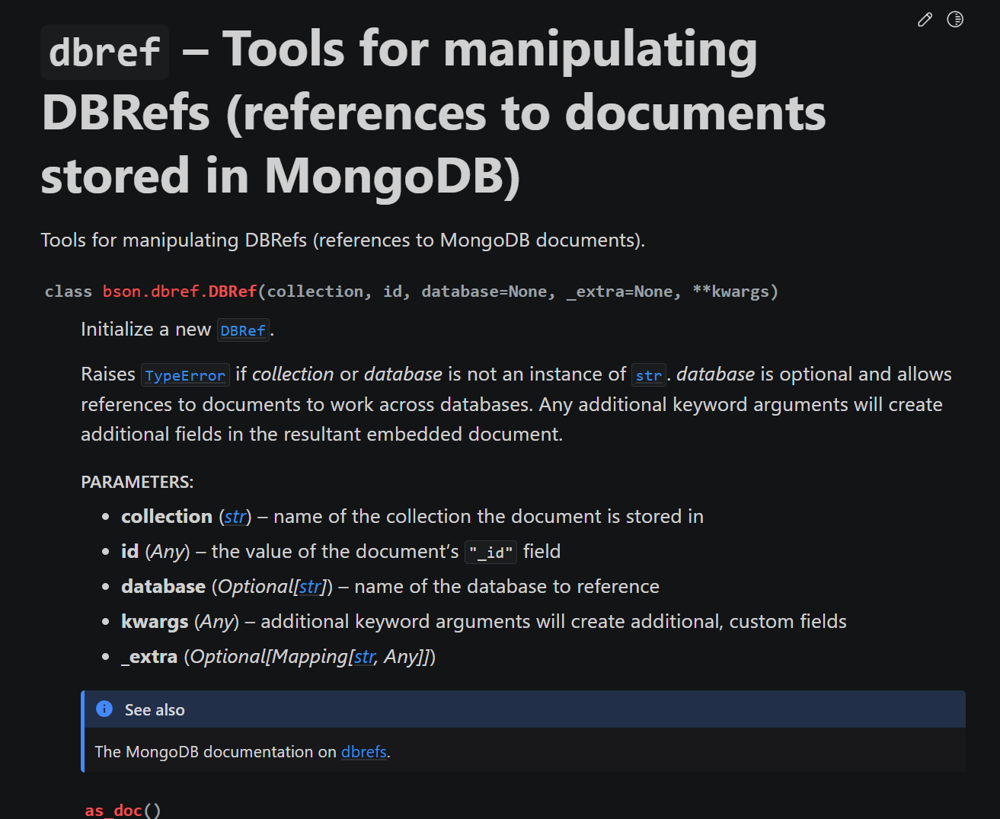 dbref – Tools for manipulating
DBRefs (references to documents
stored in MongoDB)
Tools for manipulating DBRefs (references to MongoDB documents).
class bson.dbref.DBRef(collection, id, database=None, _extra=None, **kwargs)
Initialize a new DBRef.
Raises TypeError if collection or database is not an instance of str. database is optional and allows
references to documents to work across databases. Any additional keyword arguments will create
additional fields in the resultant embedded document.
PARAMETERS:
• collection (str) – name of the collection the document is stored in
• id (Any) – the value of the document’s "_id" field
• database (Optional[str]) – name of the database to reference
• kwargs (Any) – additional keyword arguments will create additional, custom fields
• _extra (Optional[Mapping[str, Any]])
See also
The MongoDB documentation on dbrefs.
as_doc()